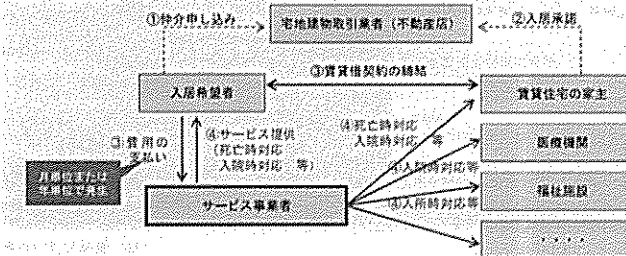 ①仲介申し込み
宅地建物取引業者（不動産店）
②入居承諾
③賃貸借契約の締結
入居希望者
賃貸住宅の家主
③費用の
支払い
④サービス提供
（死亡時対応
入院時対応　等）
④死亡時対応
入院時対応　等
医療機関
月単位または
年単位で発生
④入院時対応等
福祉施設
サービス事業者
④入所時対応等
・・・・